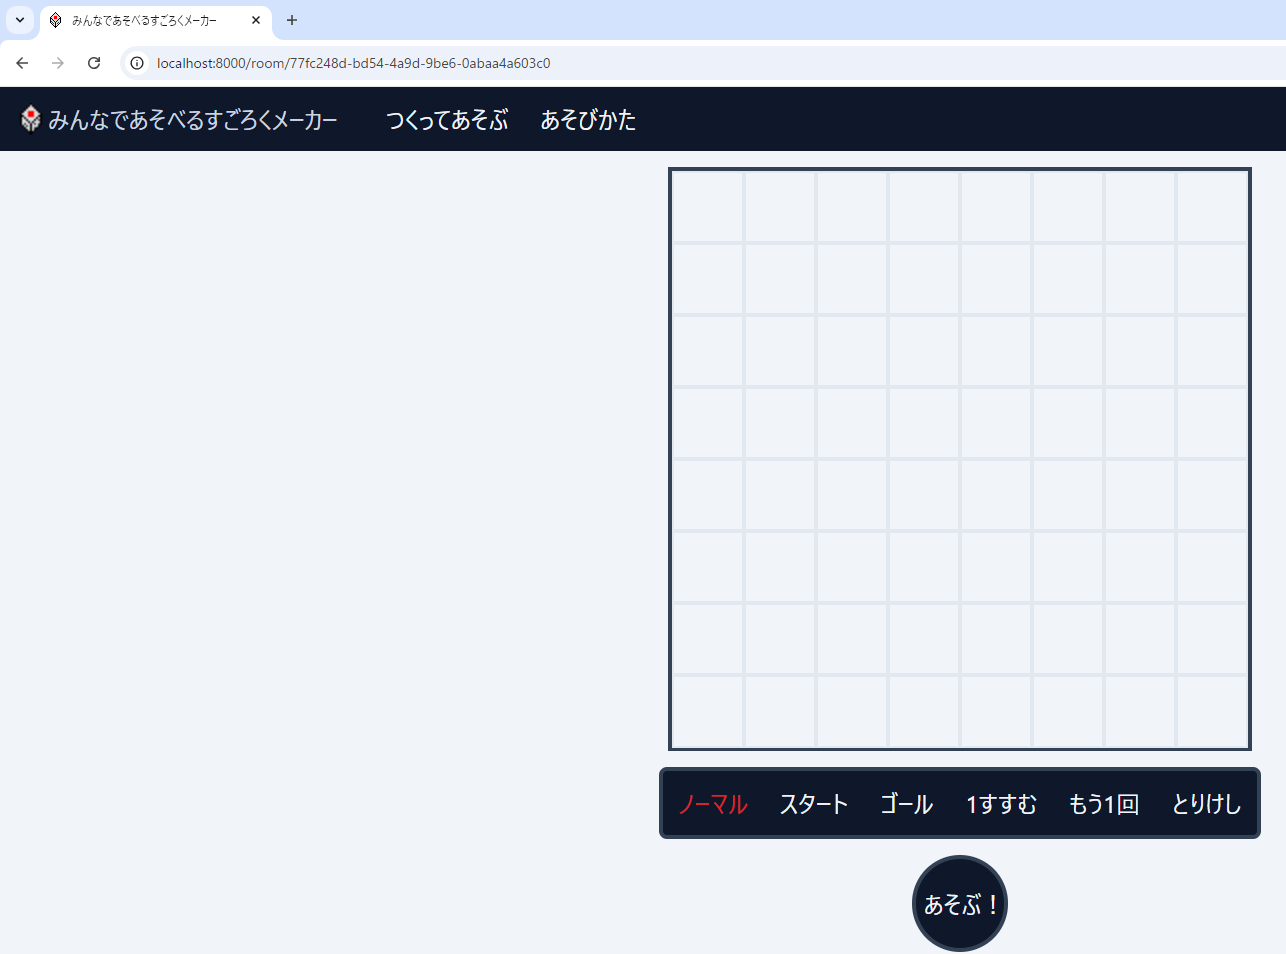 みんなであそべるすごろくメーカー
localhost:8000/room/77fc248d-bd54-4a9d-9be6-0abaa4a603c0
みんなであそべるすごろくメーカー つくってあそぶ あそびかた
ノーマル スタート ゴール 1すすむ もう1回 とりけし
あそぶ！